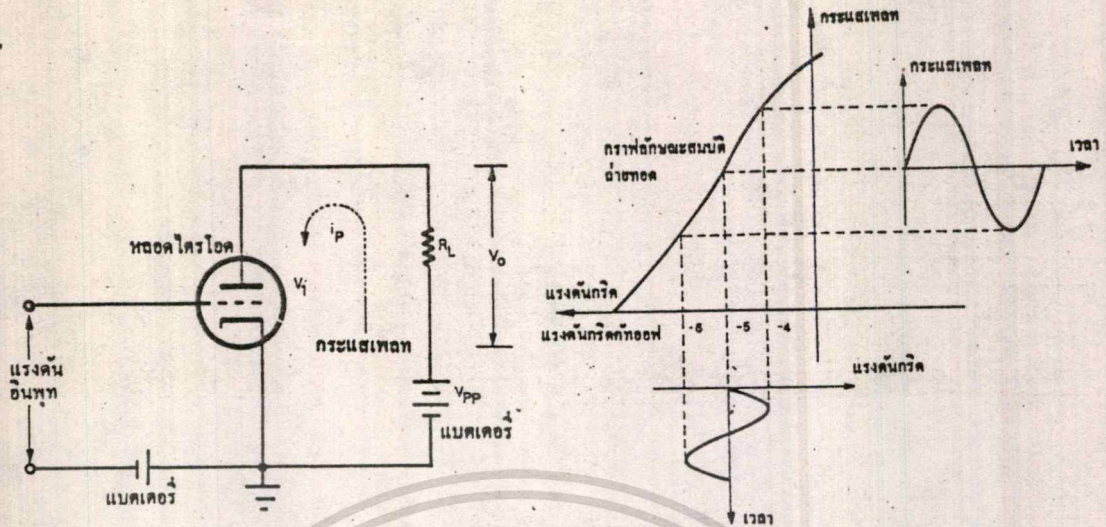 หลอดไตรโอด
V_i
i_P
R_L
V_o
กระแสเพลท
แรงดัน
อินพุท
V_PP
แบตเตอรี่
แบตเตอรี่
กระแสเพลท
กระแสเพลท
กราฟลักษณะสมบัติ
ถ่ายทอด
เวลา
แรงดันกริด
แรงดันกริดคัทออฟ
-6
-5
-4
แรงดันกริด
เวลา